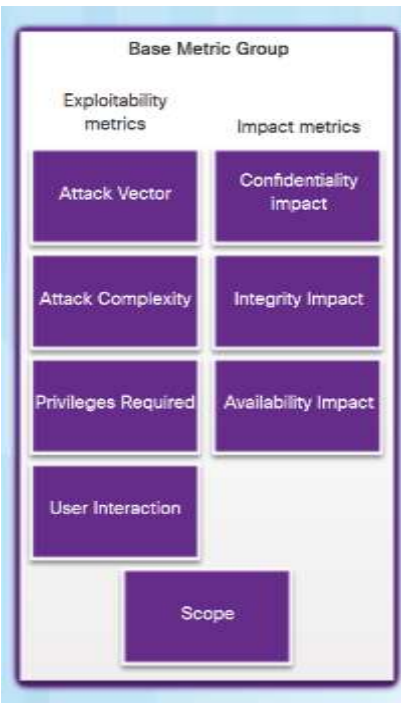 Base Metric Group
Exploitability
metrics
Impact metrics
Attack Vector
Confidentiality
impact
Attack Complexity
Integrity Impact
Privileges Required
Availability Impact
User Interaction
Scope